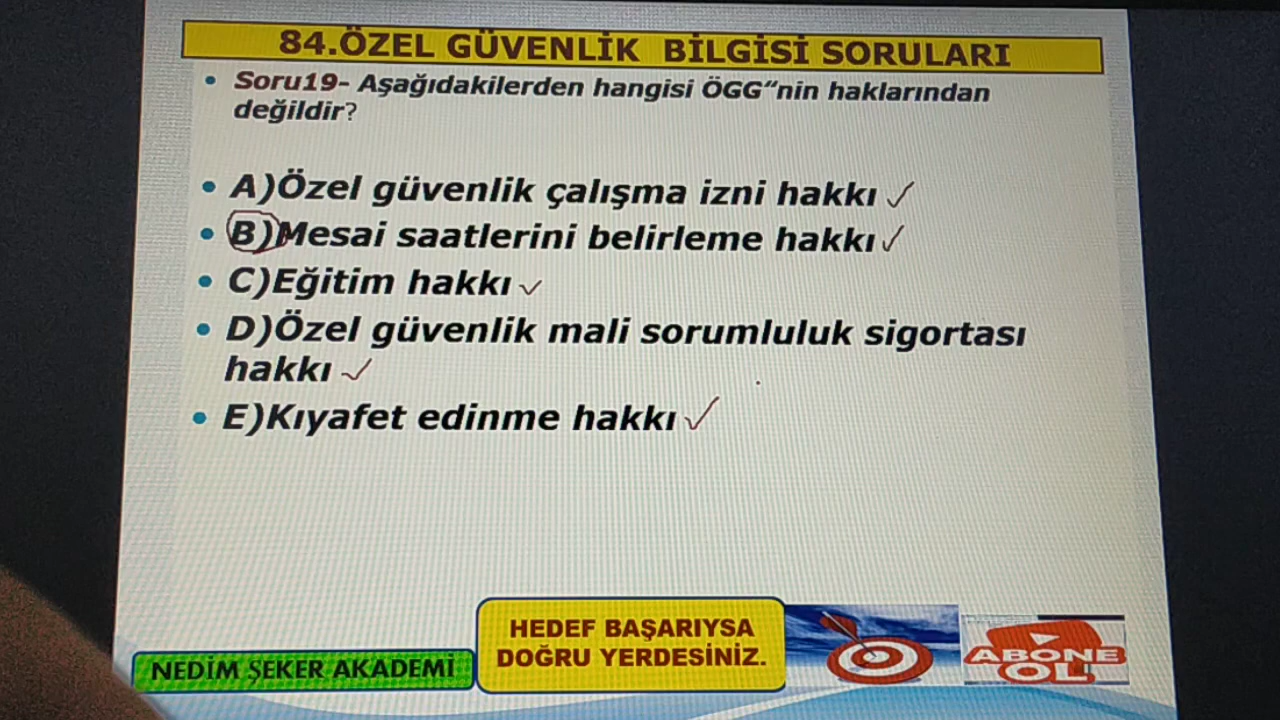 84.ÖZEL GÜVENLİK BİLGİSİ SORULARI
• Soru19- Aşağıdakilerden hangisi ÖGG"nin haklarından
değildir?
• A)Özel güvenlik çalışma izni hakkı
• B)Mesai saatlerini belirleme hakkı
• C)Eğitim hakkı
• D)Özel güvenlik mali sorumluluk sigortası
hakkı
• E)Kıyafet edinme hakkı
HEDEF BAŞARIYSA
DOĞRU YERDESİNİZ.
NEDİM ŞEKER AKADEMİ
ABONE
OL!